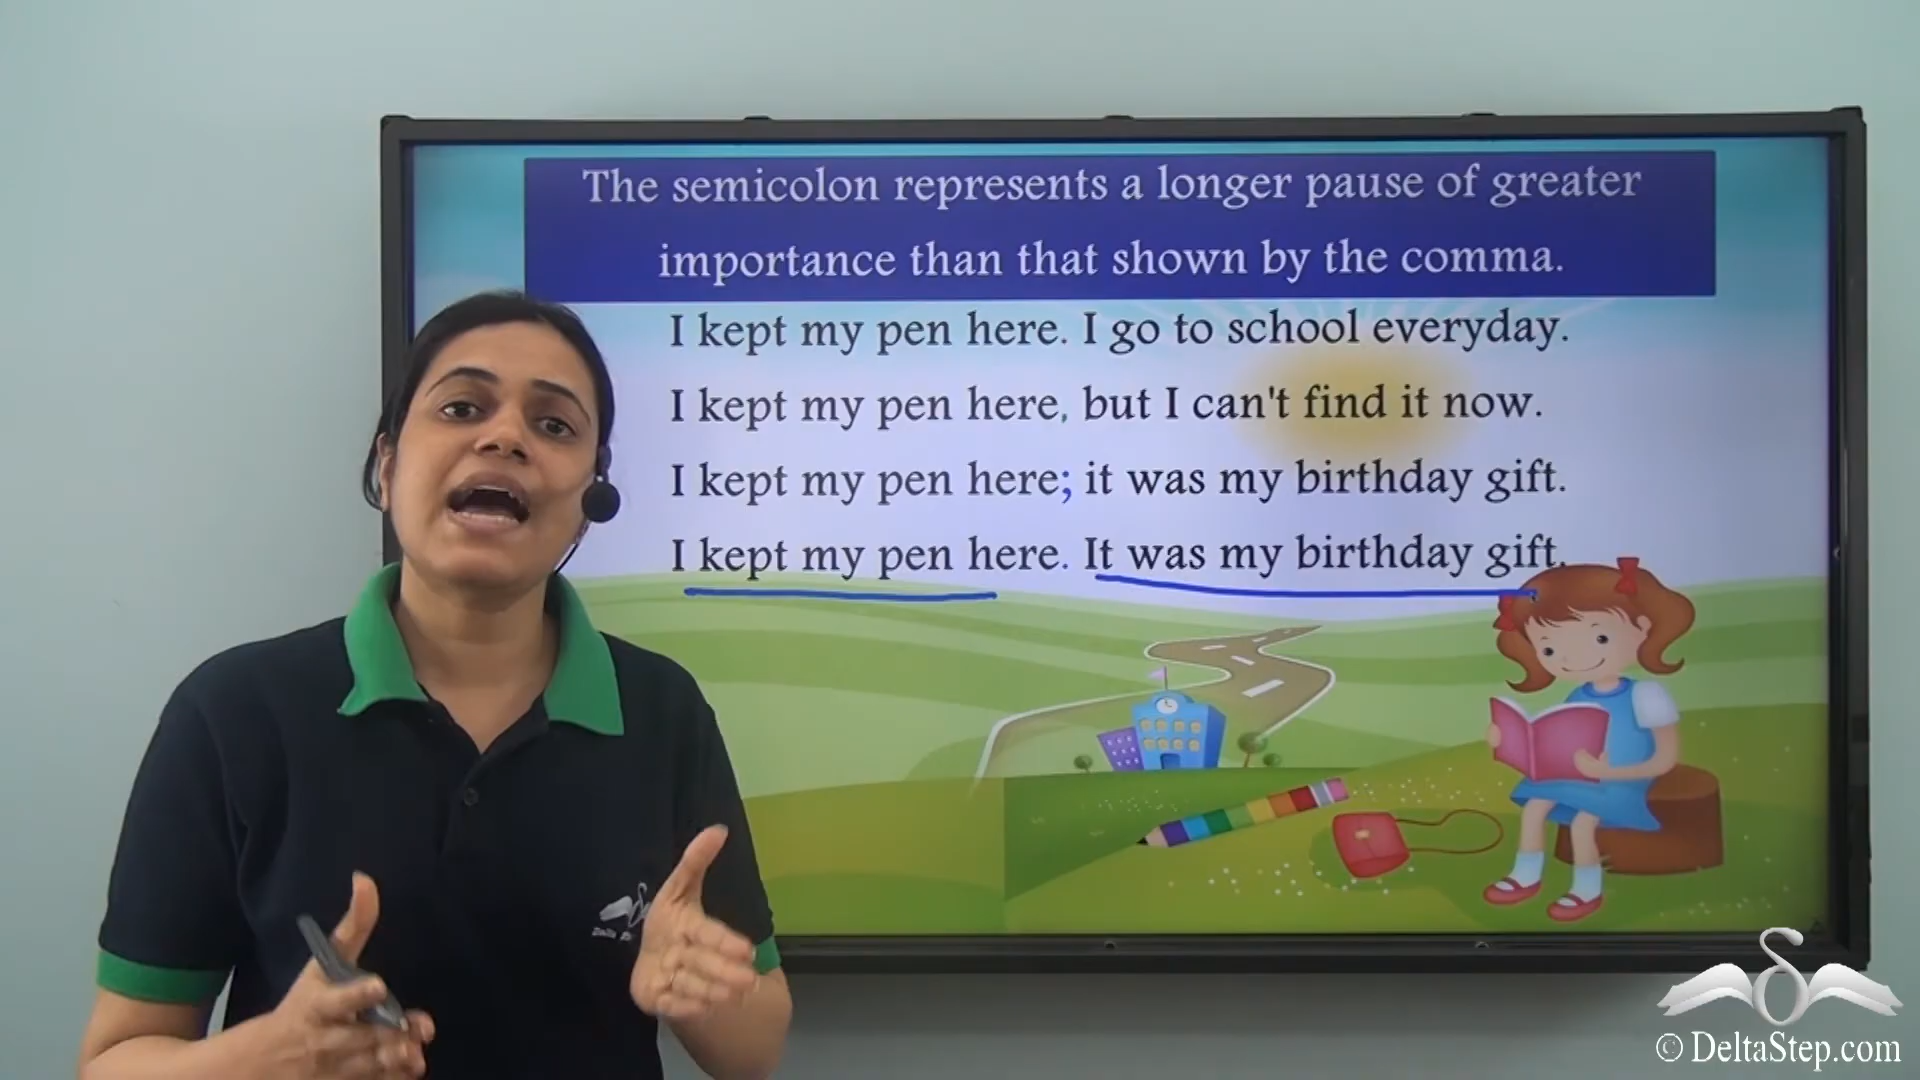 The semicolon represents a longer pause of greater
importance than that shown by the comma.
I kept my pen here. I go to school everyday.
I kept my pen here, but I can't find it now.
I kept my pen here; it was my birthday gift.
I kept my pen here. It was my birthday gift.
Delta
© DeltaStep.com